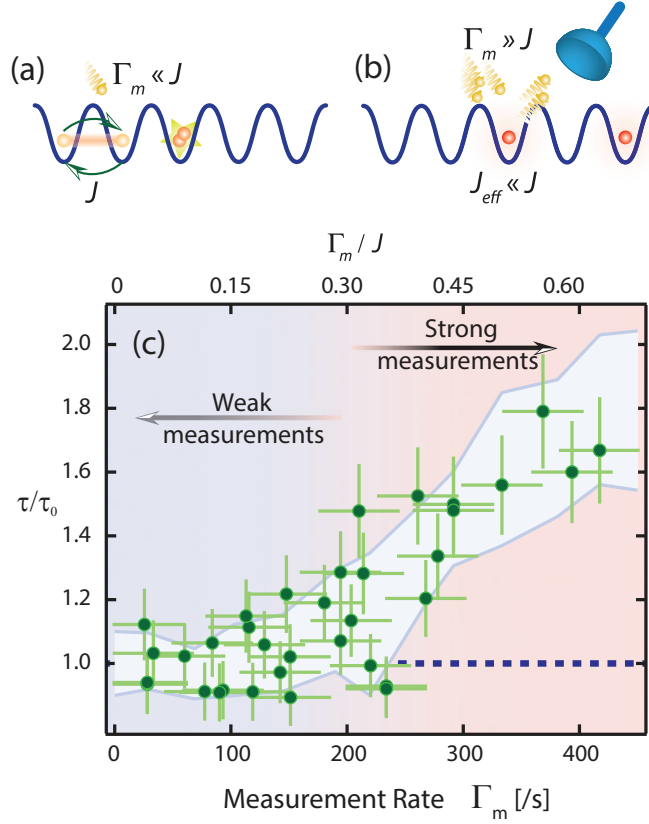 (a)
Γm ≪ J
J
(b)
Γm ≫ J
Jeff ≪ J
Γm / J
0 0.15 0.30 0.45 0.60
(c)
Strong
measurements
Weak
measurements
τ/τ0
2.0
1.8
1.6
1.4
1.2
1.0
0 100 200 300 400
Measurement Rate Γm [/s]